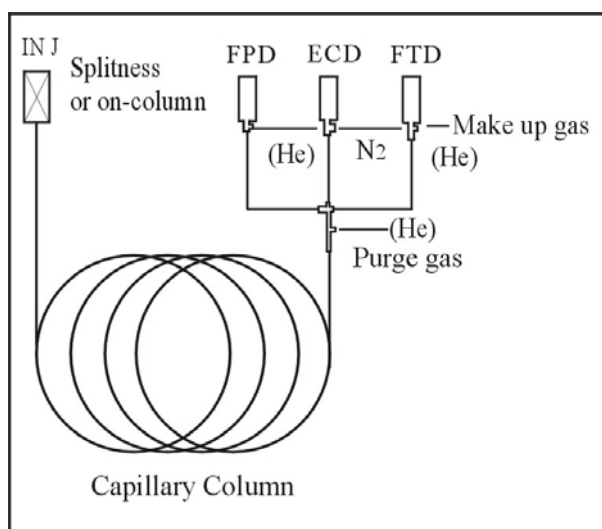 IN J
Splitness
or on-column
FPD
ECD
FTD
(He)
N2
Make up gas
(He)
(He)
Purge gas
Capillary Column